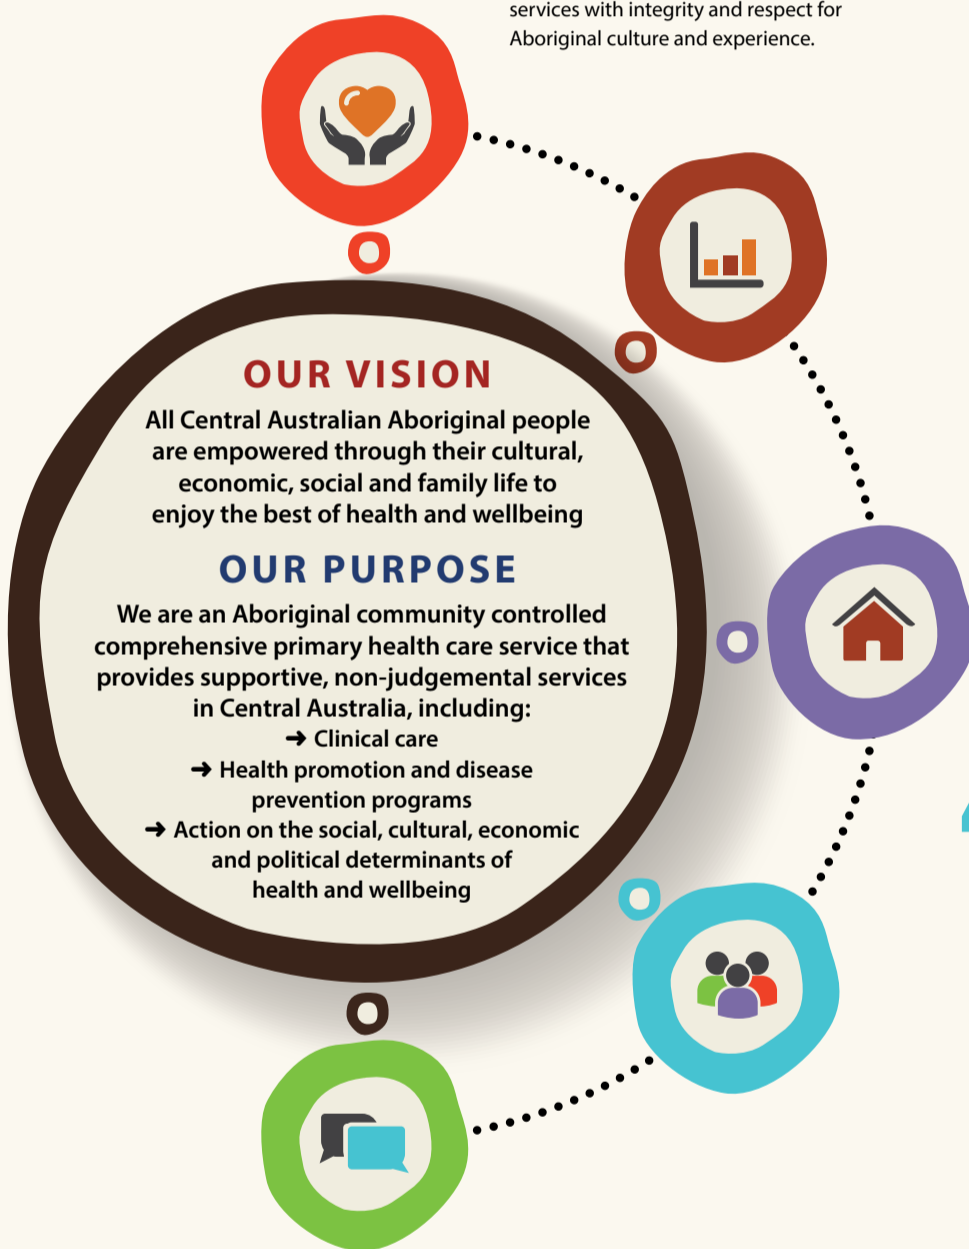 services with integrity and respect for
Aboriginal culture and experience.
OUR VISION
All Central Australian Aboriginal people
are empowered through their cultural,
economic, social and family life to
enjoy the best of health and wellbeing
OUR PURPOSE
We are an Aboriginal community controlled
comprehensive primary health care service that
provides supportive, non-judgemental services
in Central Australia, including:
➜ Clinical care
➜ Health promotion and disease
prevention programs
➜ Action on the social, cultural, economic
and political determinants of
health and wellbeing